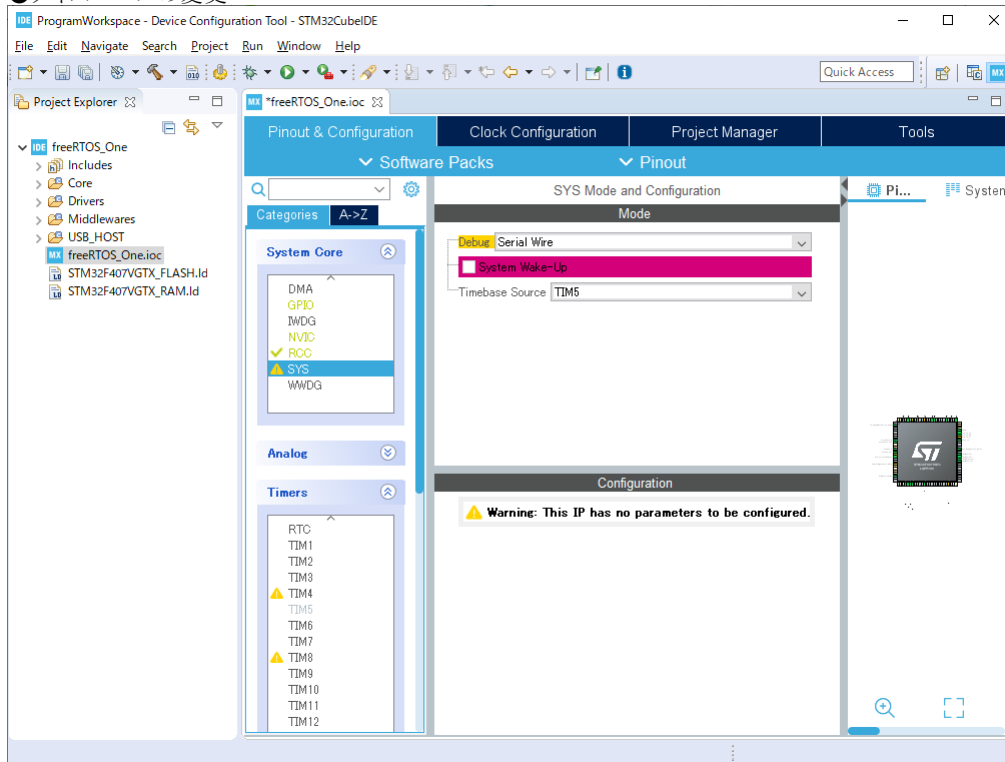 ProgramWorkspace - Device Configuration Tool - STM32CubeIDE
File Edit Navigate Search Project Run Window Help
Quick Access
Project Explorer
*freeRTOS_One.ioc
freeRTOS_One
Includes
Core
Drivers
Middlewares
USB_HOST
freeRTOS_One.ioc
STM32F407VGTX_FLASH.ld
STM32F407VGTX_RAM.ld
Pinout & Configuration
Clock Configuration
Project Manager
Tools
Software Packs
Pinout
Categories
A->Z
System Core
DMA
GPIO
IWDG
NVIC
RCC
SYS
WWDG
Analog
Timers
RTC
TIM1
TIM2
TIM3
TIM4
TIM5
TIM6
TIM7
TIM8
TIM9
TIM10
TIM11
TIM12
SYS Mode and Configuration
Mode
Debug Serial Wire
System Wake-Up
Timebase Source TIM5
Configuration
Warning: This IP has no parameters to be configured.
Pi...
System